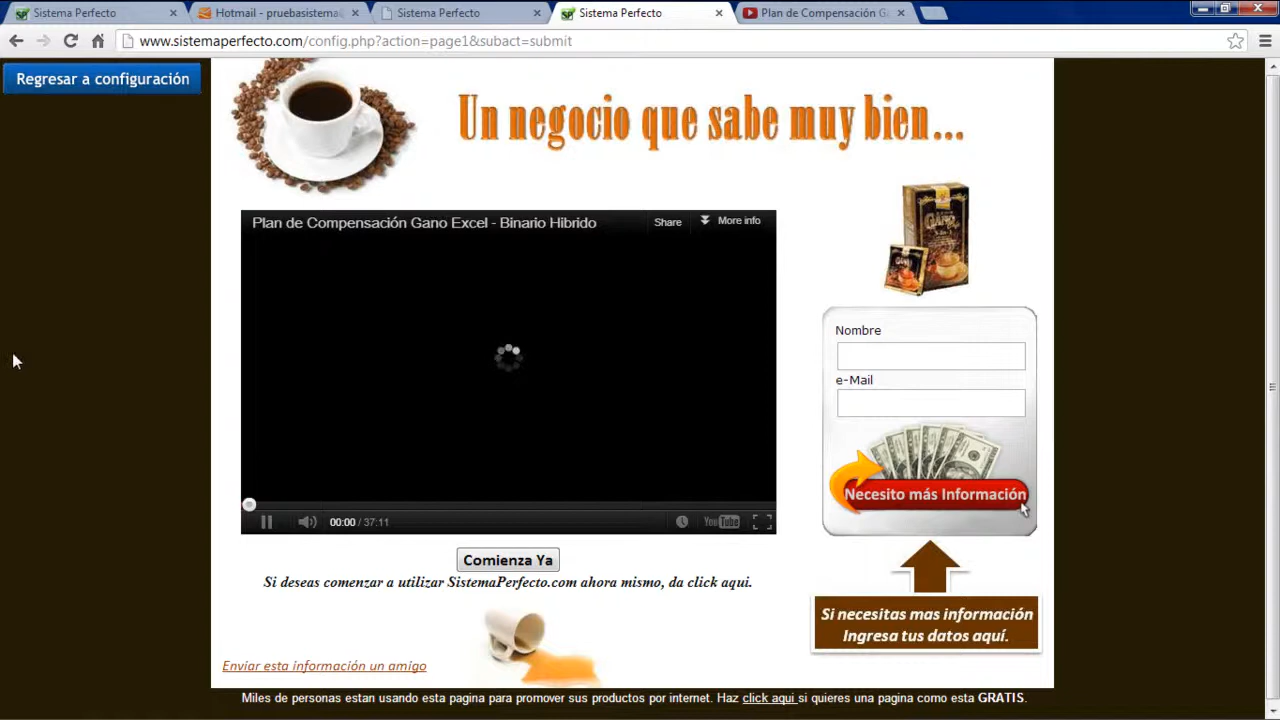 Sistema Perfecto
Hotmail - pruebasistema
Sistema Perfecto
Sistema Perfecto
Plan de Compensación G
www.sistemaperfecto.com/config.php?action=page1&subact=submit
Regresar a configuración
Un negocio que sabe muy bien...
Plan de Compensación Gano Excel - Binario Hibrido
Share
More info
GANO
Nombre
e-Mail
Necesito más Información
00:00 / 37:11
YouTube
Comienza Ya
Si deseas comenzar a utilizar SistemaPerfecto.com ahora mismo, da click aqui.
Si necesitas mas información
Ingresa tus datos aquí.
Enviar esta información un amigo
Miles de personas estan usando esta pagina para promover sus productos por internet. Haz click aqui si quieres una pagina como esta GRATIS.